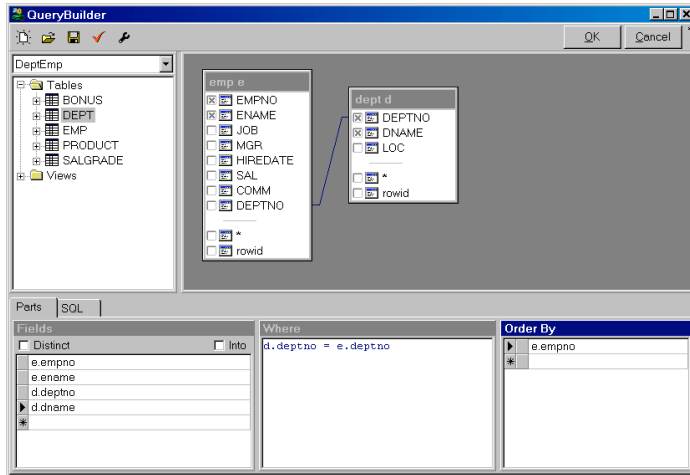 QueryBuilder
OK
Cancel
DeptEmp
Tables
BONUS
DEPT
EMP
PRODUCT
SALGRADE
Views
emp e
EMPNO
ENAME
JOB
MGR
HIREDATE
SAL
COMM
DEPTNO
*
rowid
dept d
DEPTNO
DNAME
LOC
*
rowid
Parts
SQL
Fields
Distinct
Into
e.empno
e.ename
d.deptno
d.dname
Where
d.deptno = e.deptno
Order By
e.empno